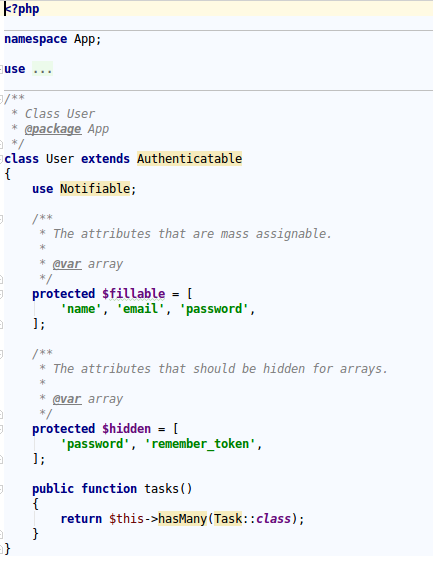 <?php
namespace App;
use ...
/**
 * Class User
 * @package App
 */
class User extends Authenticatable
{
    use Notifiable;
    /**
     * The attributes that are mass assignable.
     *
     * @var array
     */
    protected $fillable = [
        'name', 'email', 'password',
    ];
    /**
     * The attributes that should be hidden for arrays.
     *
     * @var array
     */
    protected $hidden = [
        'password', 'remember_token',
    ];
    public function tasks()
    {
        return $this->hasMany(Task::class);
    }
}